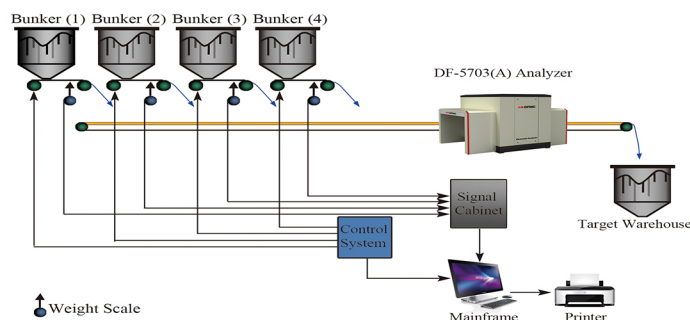 Bunker (1) Bunker (2) Bunker (3) Bunker (4)
DF-5703(A) Analyzer
Signal
Cabinet
Target Warehouse
Control
System
Weight Scale
Mainframe
Printer